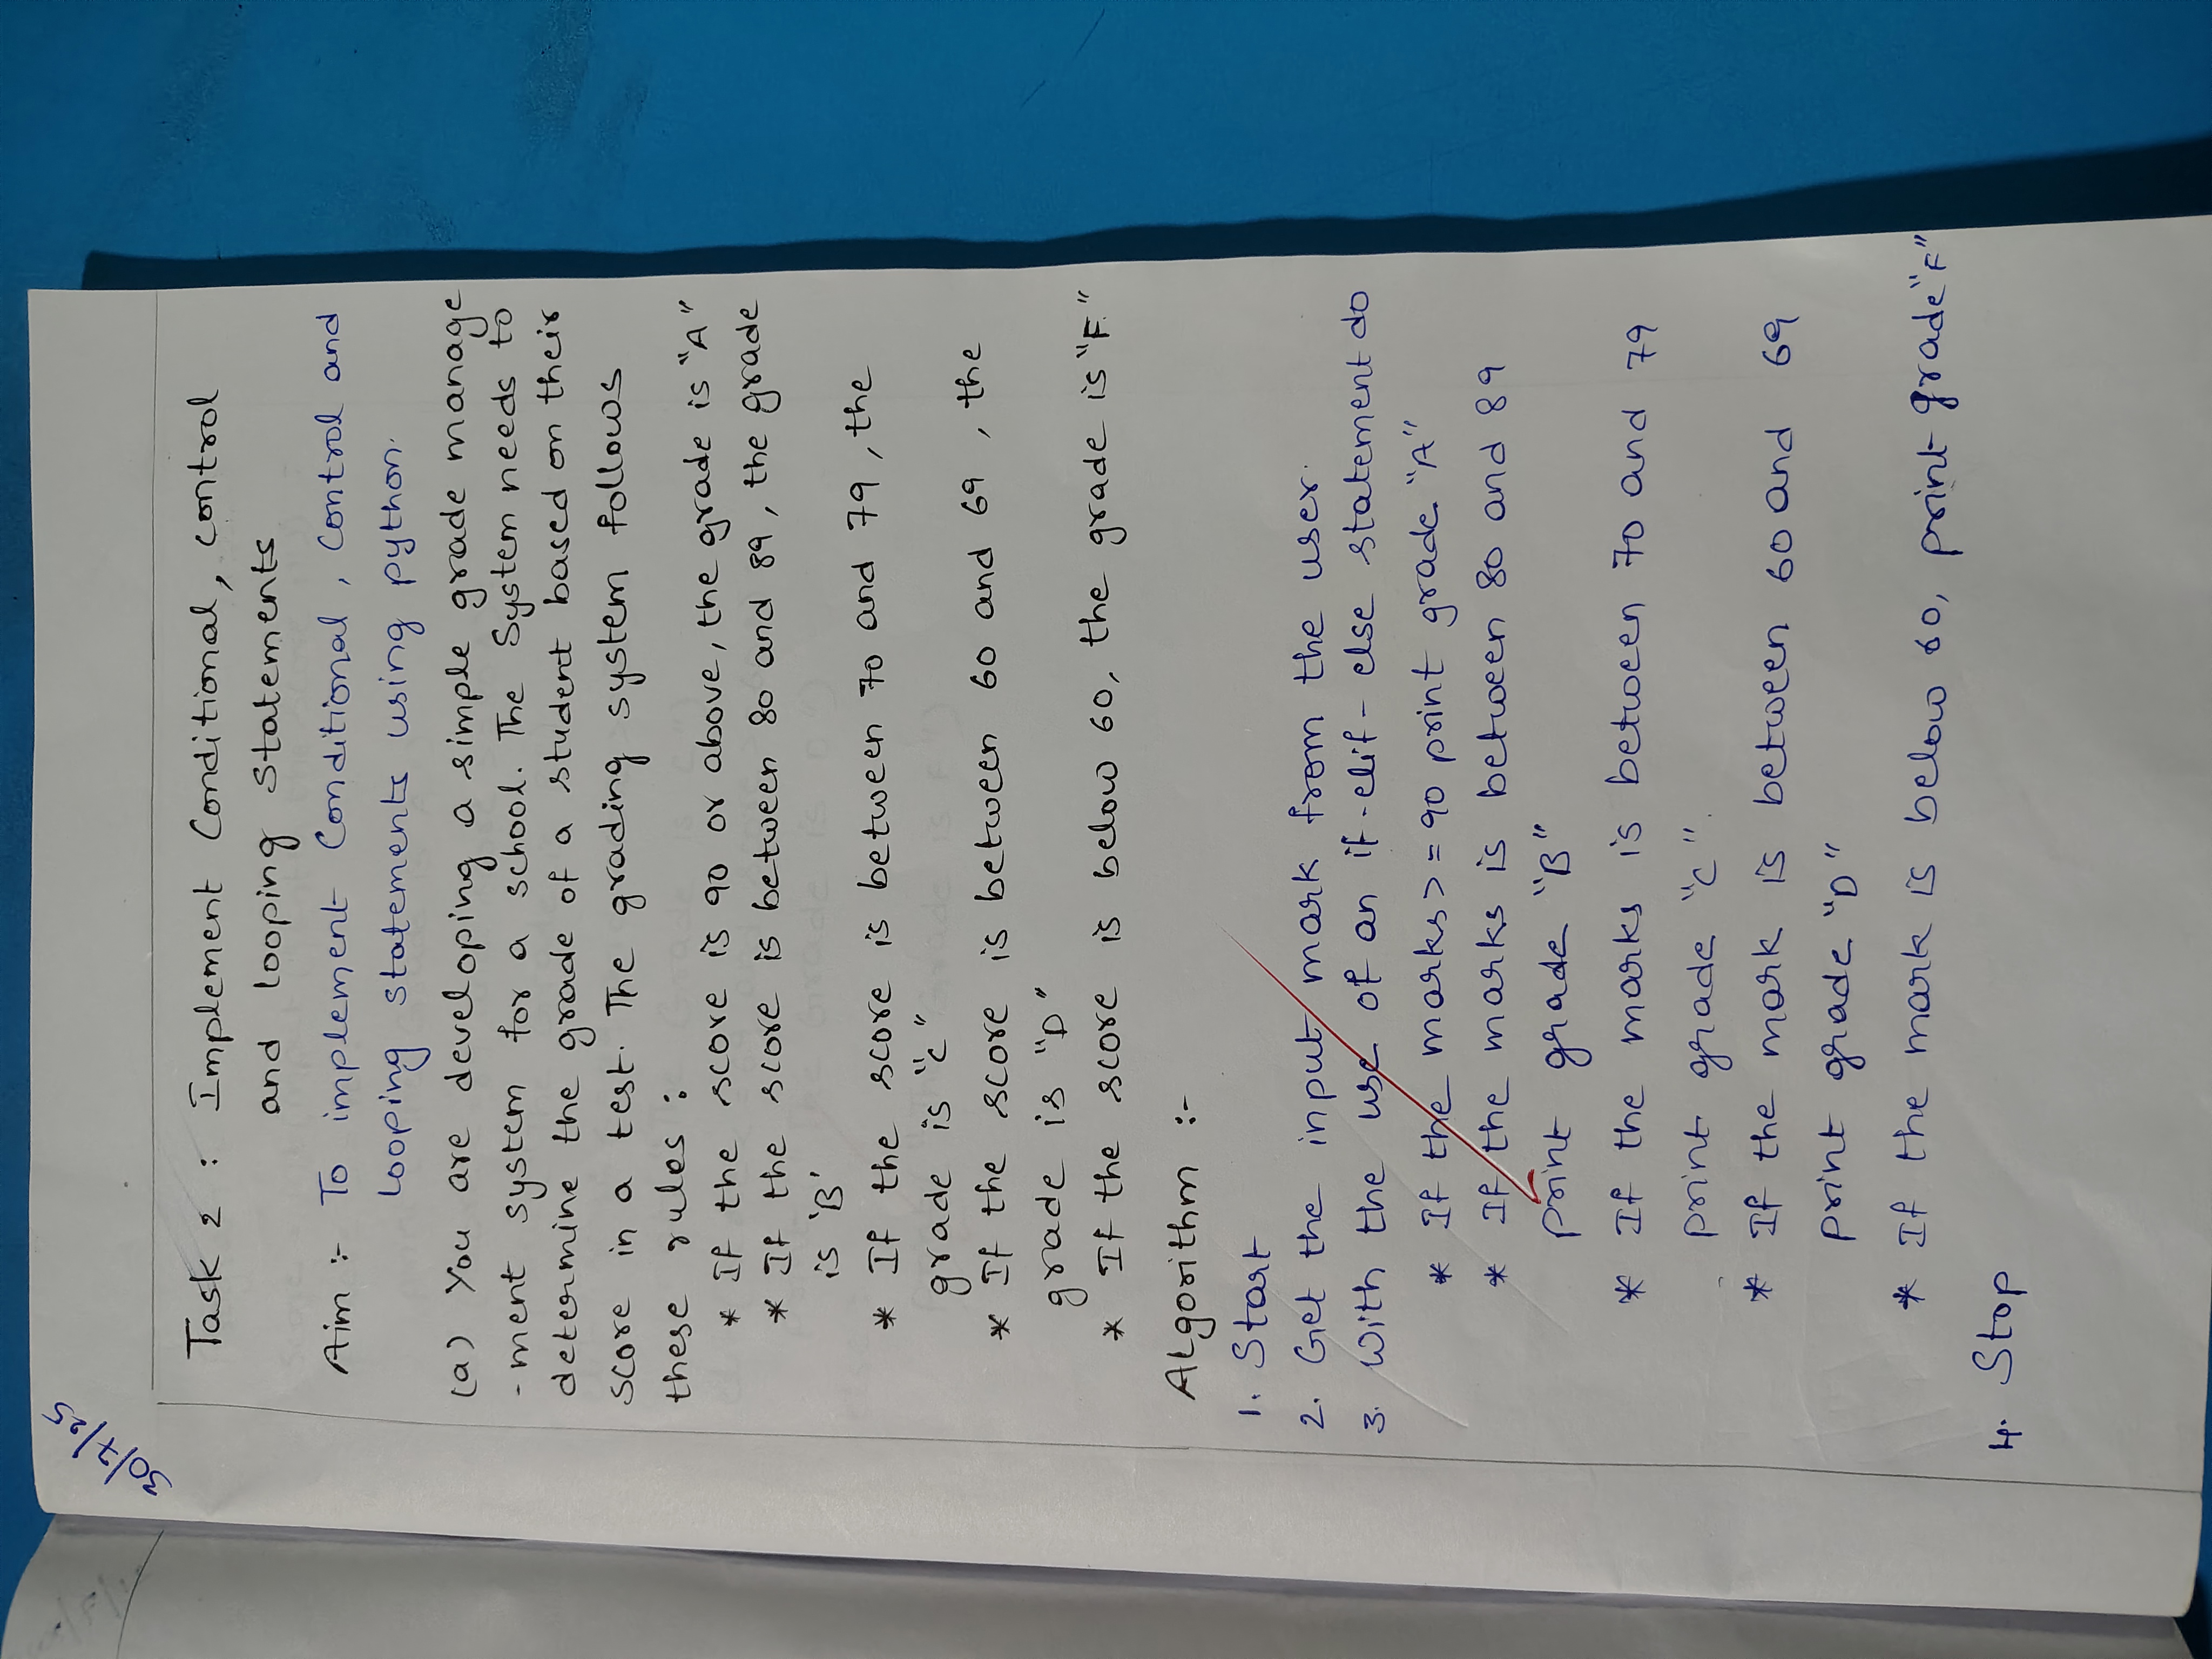 30/7/25
Task 2 : Implement Conditional, control
and looping Statements
Aim :- To implement Conditional, Control and
Looping statements using python.
(a) You are developing a simple grade manage
-ment system for a school. The System needs to
determine the grade of a student based on their
score in a test. The grading system follows
these rules :
* If the score is 90 or above, the grade is "A"
* If the score is between 80 and 89, the grade
is 'B'
* If the score is between 70 and 79, the
grade is "C"
* If the score is between 60 and 69, the
grade is "D"
* If the score is below 60, the grade is "F."
Algorithm :-
1. Start
2. Get the input mark from the user.
3. With the use of an if-elif-else statement do
* If the marks >= 90 print grade "A"
* If the marks is between 80 and 89
print grade "B"
* If the marks is between 70 and 79
print grade "C".
* If the mark is between 60 and 69
print grade "D"
* If the mark is below 60, print grade "F"
4. Stop